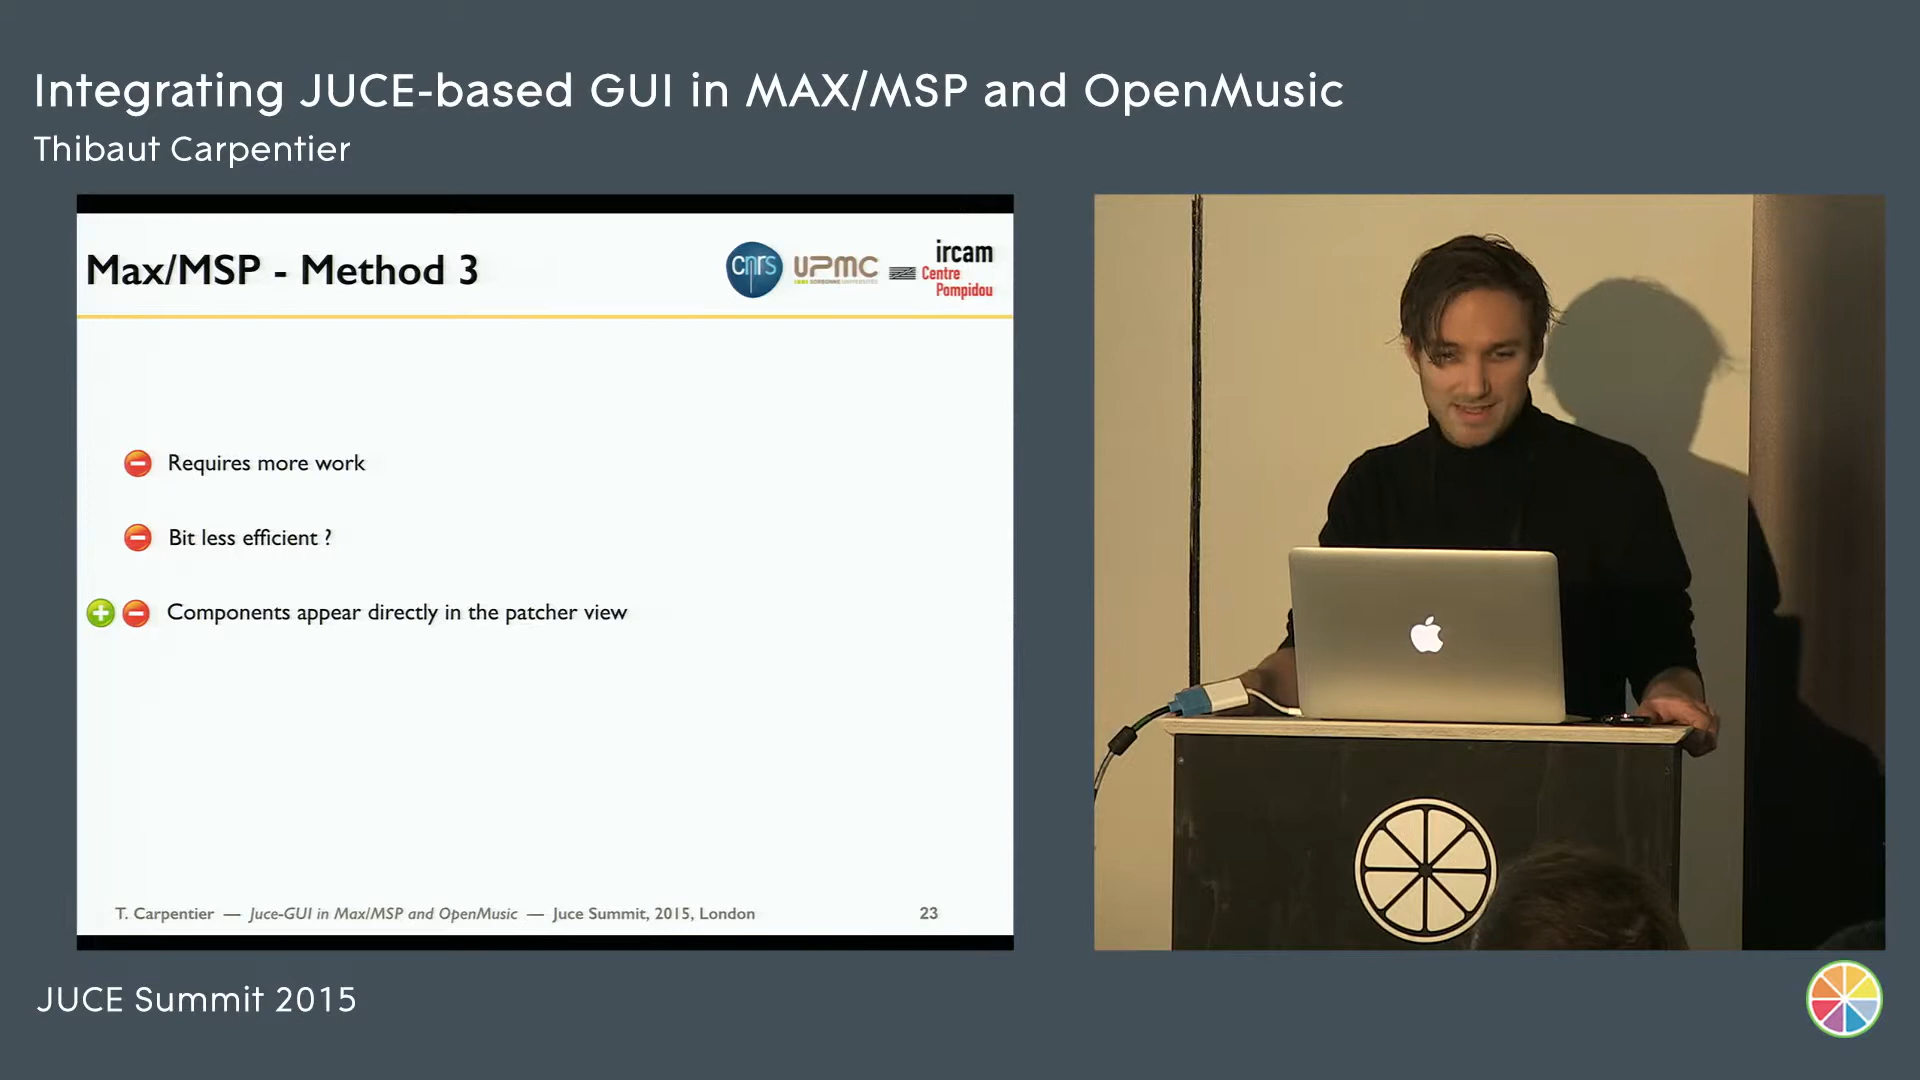 Integrating JUCE-based GUI in MAX/MSP and OpenMusic
Thibaut Carpentier
Max/MSP - Method 3
cnrs
UPMC
SORBONNE UNIVERSITÉS
ircam
Centre
Pompidou
Requires more work
Bit less efficient ?
Components appear directly in the patcher view
T. Carpentier — Juce-GUI in Max/MSP and OpenMusic — Juce Summit, 2015, London 23
JUCE Summit 2015